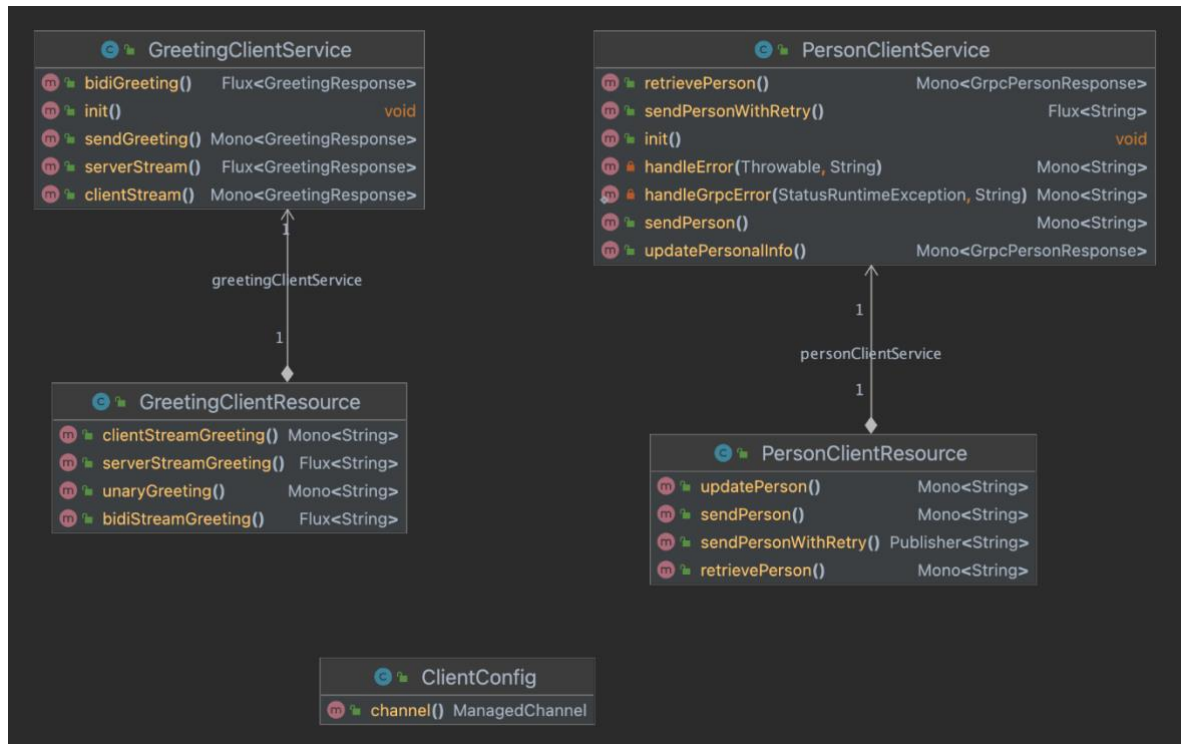 GreetingClientService
bidiGreeting() Flux<GreetingResponse>
init() void
sendGreeting() Mono<GreetingResponse>
serverStream() Flux<GreetingResponse>
clientStream() Mono<GreetingResponse>
1
greetingClientService
1
GreetingClientResource
clientStreamGreeting() Mono<String>
serverStreamGreeting() Flux<String>
unaryGreeting() Mono<String>
bidiStreamGreeting() Flux<String>
PersonClientService
retrievePerson() Mono<GrpcPersonResponse>
sendPersonWithRetry() Flux<String>
init() void
handleError(Throwable, String) Mono<String>
handleGrpcError(StatusRuntimeException, String) Mono<String>
sendPerson() Mono<String>
updatePersonalInfo() Mono<GrpcPersonResponse>
1
personClientService
1
PersonClientResource
updatePerson() Mono<String>
sendPerson() Mono<String>
sendPersonWithRetry() Publisher<String>
retrievePerson() Mono<String>
ClientConfig
channel() ManagedChannel